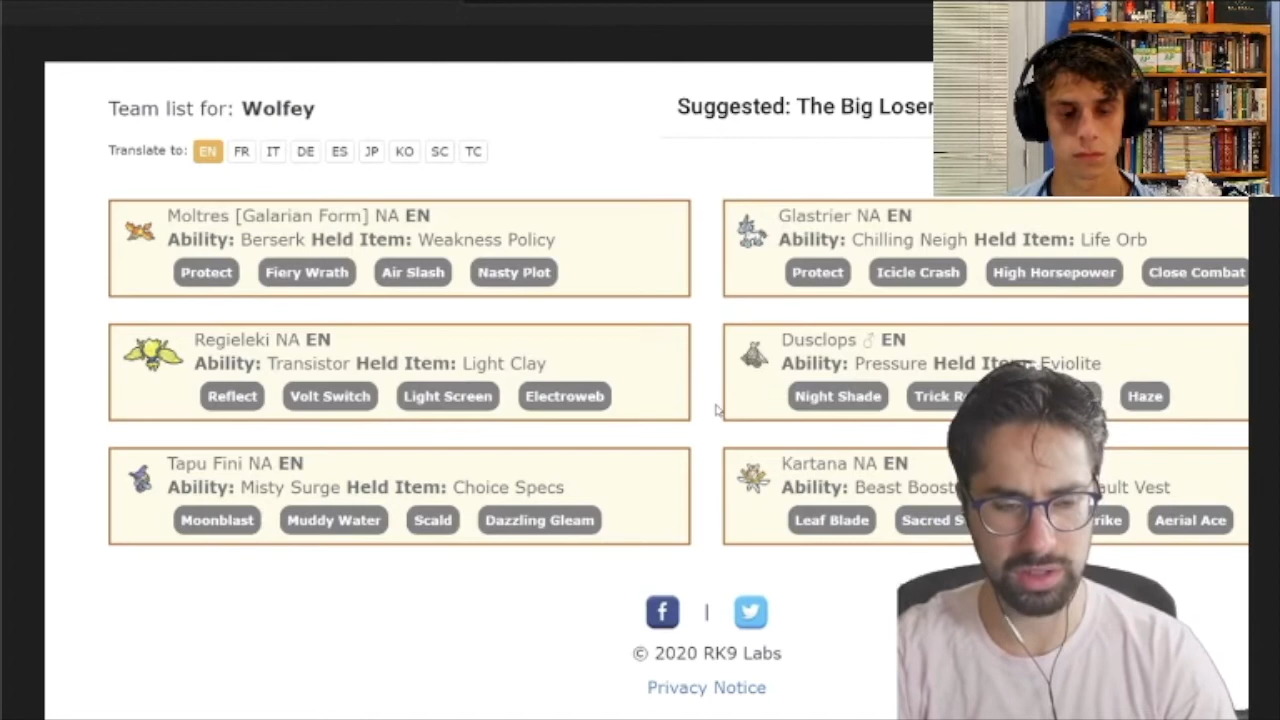 Team list for: Wolfey
Suggested: The Big Loser
Translate to: EN FR IT DE ES JP KO SC TC
Moltres [Galarian Form] NA EN
Ability: Berserk Held Item: Weakness Policy
Protect Fiery Wrath Air Slash Nasty Plot
Glastrier NA EN
Ability: Chilling Neigh Held Item: Life Orb
Protect Icicle Crash High Horsepower Close Combat
Regieleki NA EN
Ability: Transistor Held Item: Light Clay
Reflect Volt Switch Light Screen Electroweb
Dusclops ♂ EN
Ability: Pressure Held Item: Eviolite
Night Shade Trick Haze
Tapu Fini NA EN
Ability: Misty Surge Held Item: Choice Specs
Moonblast Muddy Water Scald Dazzling Gleam
Kartana NA EN
Ability: Beast Boost Vest
Leaf Blade Sacred Aerial Ace
f |
© 2020 RK9 Labs
Privacy Notice